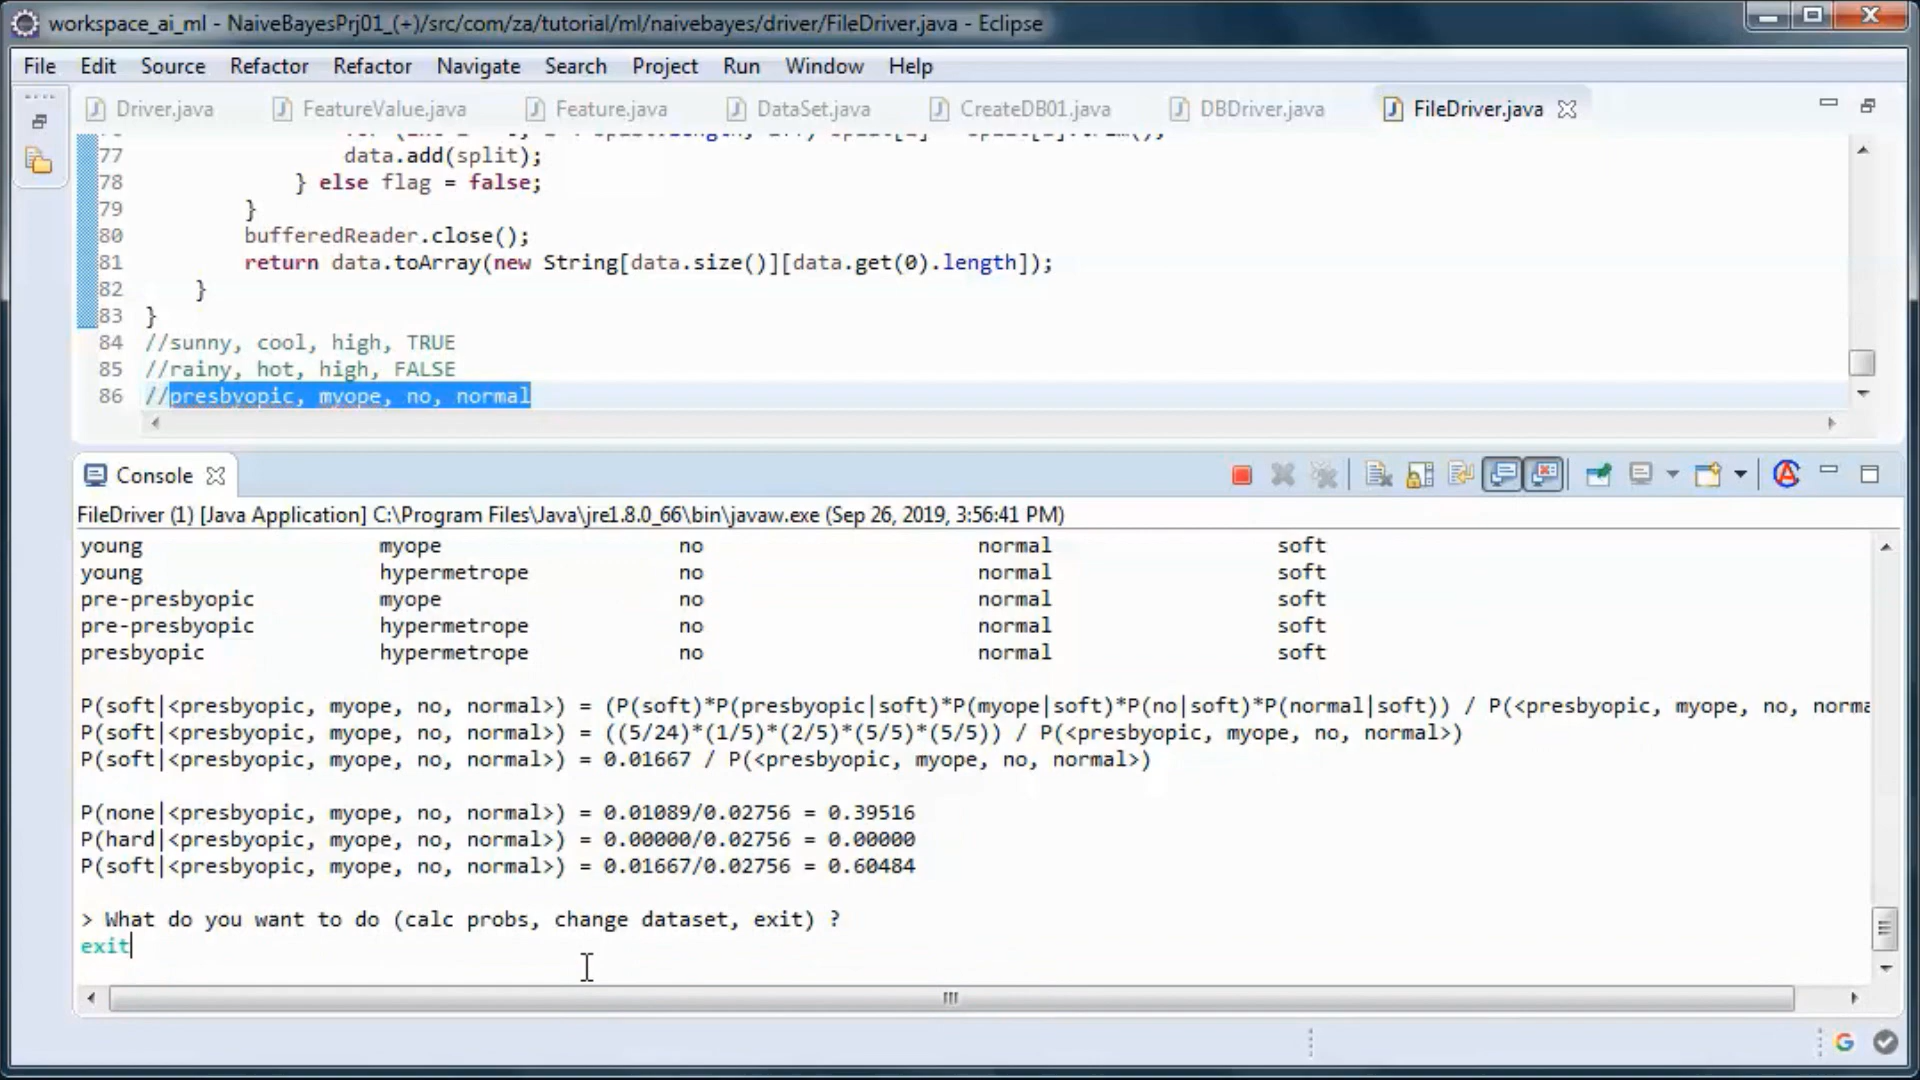 workspace_ai_ml - NaiveBayesPrj01_(+)/src/com/za/tutorial/ml/naivebayes/driver/FileDriver.java - Eclipse
File Edit Source Refactor Refactor Navigate Search Project Run Window Help
Driver.java FeatureValue.java Feature.java DataSet.java CreateDB01.java DBDriver.java FileDriver.java
77 data.add(split);
78 } else flag = false;
79 }
80 bufferedReader.close();
81 return data.toArray(new String[data.size()][data.get(0).length]);
82 }
83 }
84 //sunny, cool, high, TRUE
85 //rainy, hot, high, FALSE
86 //presbyopic, myope, no, normal
Console
FileDriver (1) [Java Application] C:\Program Files\Java\jre1.8.0_66\bin\javaw.exe (Sep 26, 2019, 3:56:41 PM)
young myope no normal soft
young hypermetrope no normal soft
pre-presbyopic myope no normal soft
pre-presbyopic hypermetrope no normal soft
presbyopic hypermetrope no normal soft
P(soft|<presbyopic, myope, no, normal>) = (P(soft)*P(presbyopic|soft)*P(myope|soft)*P(no|soft)*P(normal|soft)) / P(<presbyopic, myope, no, norma
P(soft|<presbyopic, myope, no, normal>) = ((5/24)*(1/5)*(2/5)*(5/5)*(5/5)) / P(<presbyopic, myope, no, normal>)
P(soft|<presbyopic, myope, no, normal>) = 0.01667 / P(<presbyopic, myope, no, normal>)
P(none|<presbyopic, myope, no, normal>) = 0.01089/0.02756 = 0.39516
P(hard|<presbyopic, myope, no, normal>) = 0.00000/0.02756 = 0.00000
P(soft|<presbyopic, myope, no, normal>) = 0.01667/0.02756 = 0.60484
> What do you want to do (calc probs, change dataset, exit) ?
exit